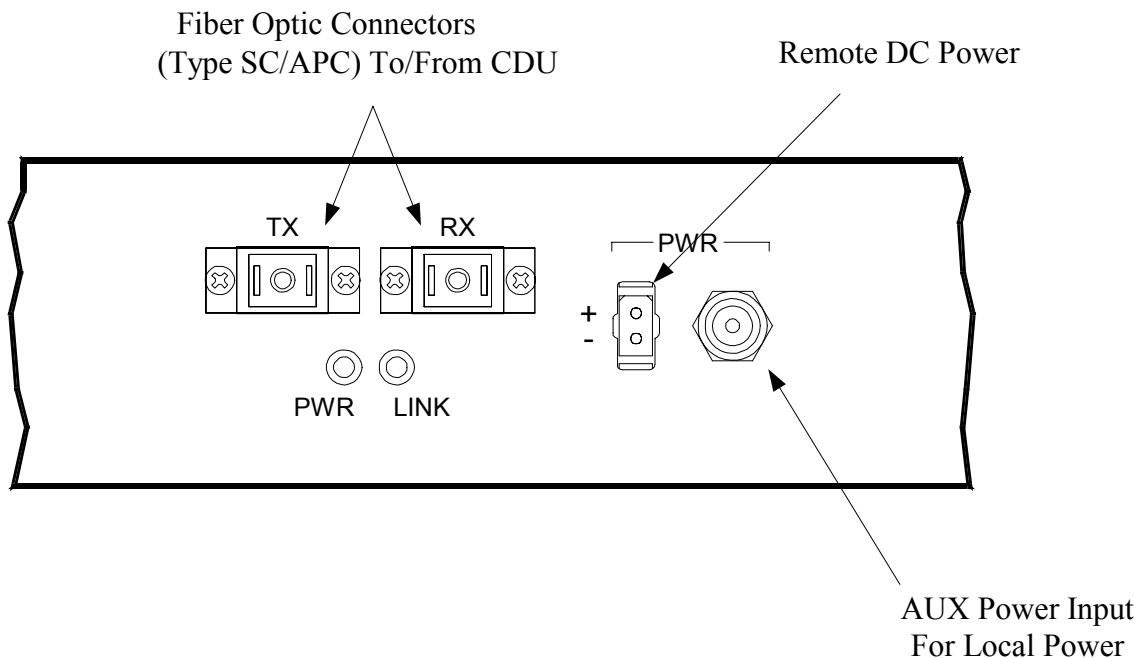 Fiber Optic Connectors
(Type SC/APC) To/From CDU
Remote DC Power
TX
RX
PWR
+
-
PWR
LINK
AUX Power Input
For Local Power